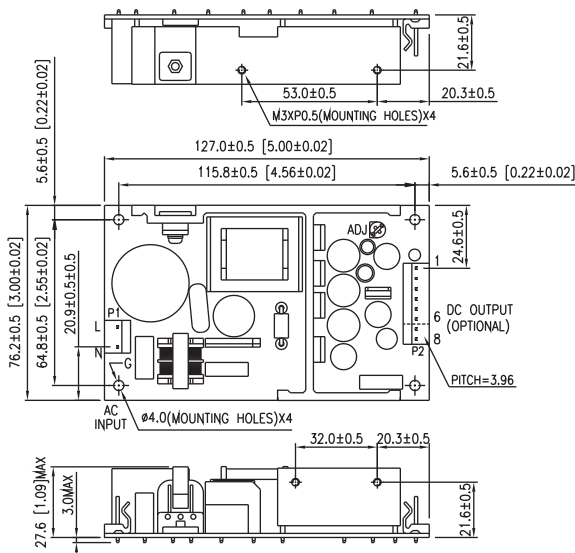 21.6±0.5
53.0±0.5
20.3±0.5
M3XP0.5(MOUNTING HOLES)X4
5.6±0.5 [0.22±0.02]
127.0±0.5 [5.00±0.02]
115.8±0.5 [4.56±0.02]
5.6±0.5 [0.22±0.02]
76.2±0.5 [3.00±0.02]
64.8±0.5 [2.55±0.02]
20.9±0.5±0.5
ADJ
24.6±0.5
1
P1
L
N
G
6
8
DC OUTPUT
(OPTIONAL)
P2
PITCH=3.96
AC
INPUT
ø4.0(MOUNTING HOLES)X4
32.0±0.5
20.3±0.5
27.6 [1.09]MAX
3.0MAX
21.6±0.5